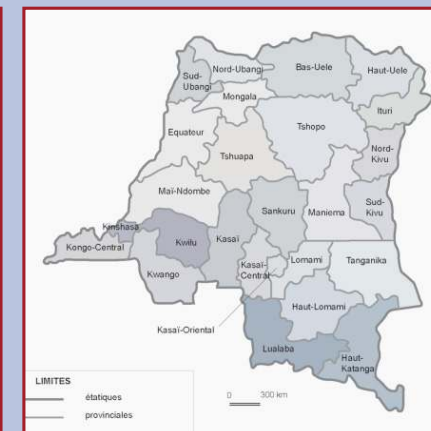 Nord-Ubangi
Bas-Uele
Haut-Uele
Sud-
Ubangi
Mongala
Ituri
Equateur
Tshopo
Nord-
Kivu
Tshuapa
Maï-Ndombe
Sankuru
Maniema
Sud-
Kivu
Kinshasa
Kongo-Central
Kwilu
Kasaï
Kasaï-
Central
Lomami
Tanganika
Kwango
Haut-Lomami
Kasaï-Oriental
Lualaba
Haut-
Katanga
LIMITES
étatiques
provinciales
0 300 km